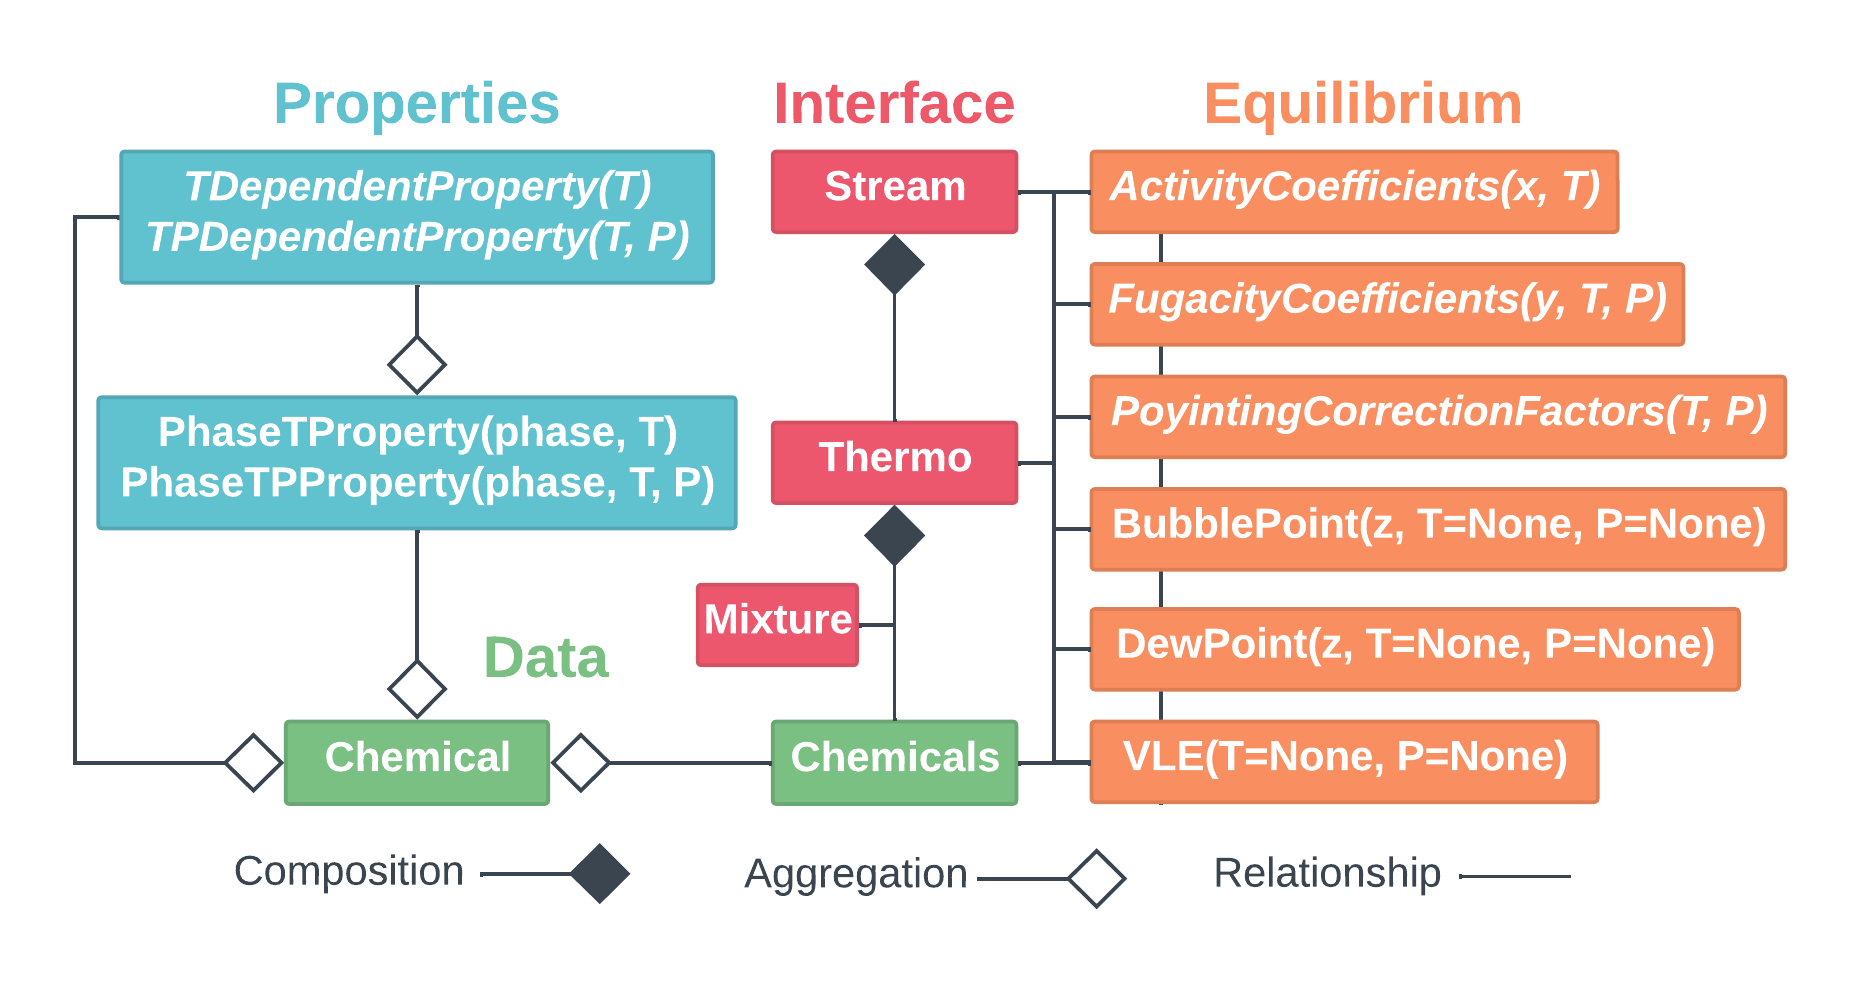 Properties
TDependentProperty(T)
TPDependentProperty(T, P)
PhaseTProperty(phase, T)
PhaseTPProperty(phase, T, P)
Data
Chemical
Interface
Stream
Thermo
Mixture
Chemicals
Equilibrium
ActivityCoefficients(x, T)
FugacityCoefficients(y, T, P)
PoyintingCorrectionFactors(T, P)
BubblePoint(z, T=None, P=None)
DewPoint(z, T=None, P=None)
VLE(T=None, P=None)
Composition
Aggregation
Relationship